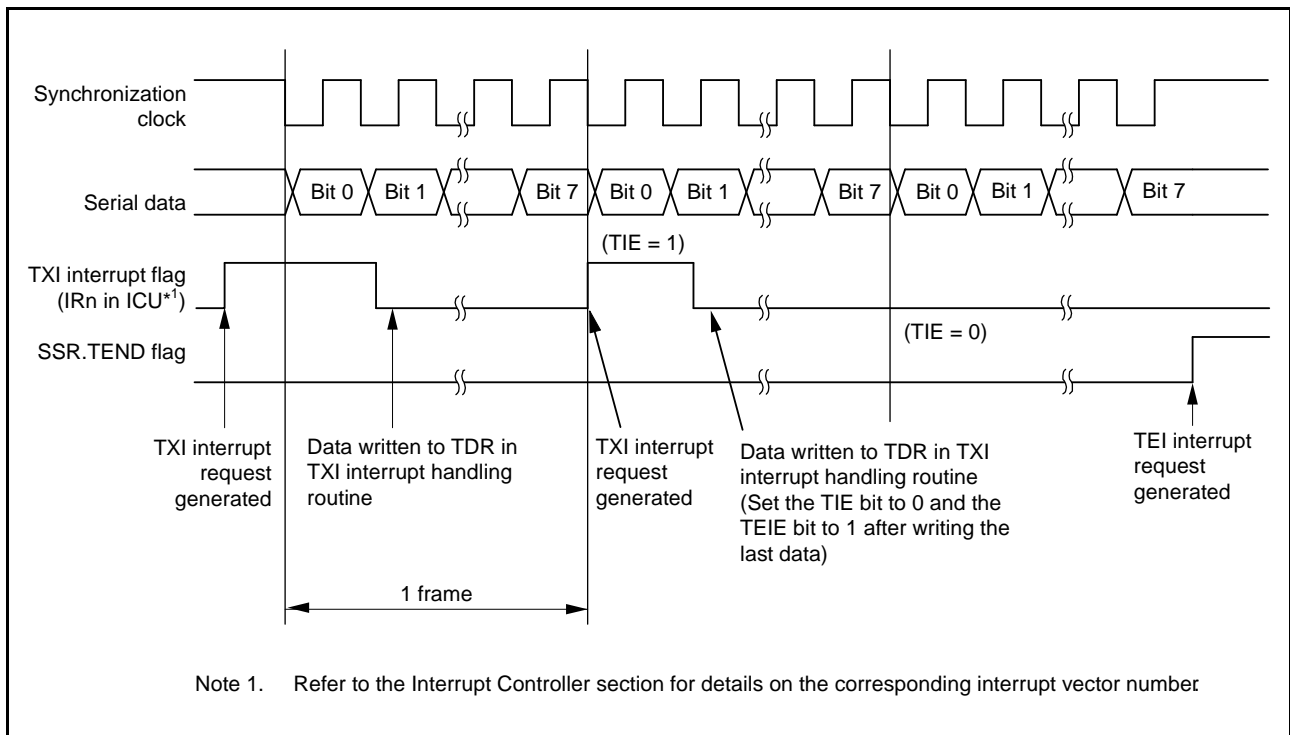 Synchronization
clock
Serial data
Bit 0 Bit 1 Bit 7 Bit 0 Bit 1 Bit 7 Bit 0 Bit 1 Bit 7
(TIE = 1)
TXI interrupt flag
(IRn in ICU*1)
(TIE = 0)
SSR.TEND flag
TXI interrupt
request
generated
Data written to TDR in
TXI interrupt handling
routine
TXI interrupt
request
generated
Data written to TDR in TXI
interrupt handling routine
(Set the TIE bit to 0 and the
TEIE bit to 1 after writing the
last data)
TEI interrupt
request
generated
1 frame
Note 1. Refer to the Interrupt Controller section for details on the corresponding interrupt vector number.